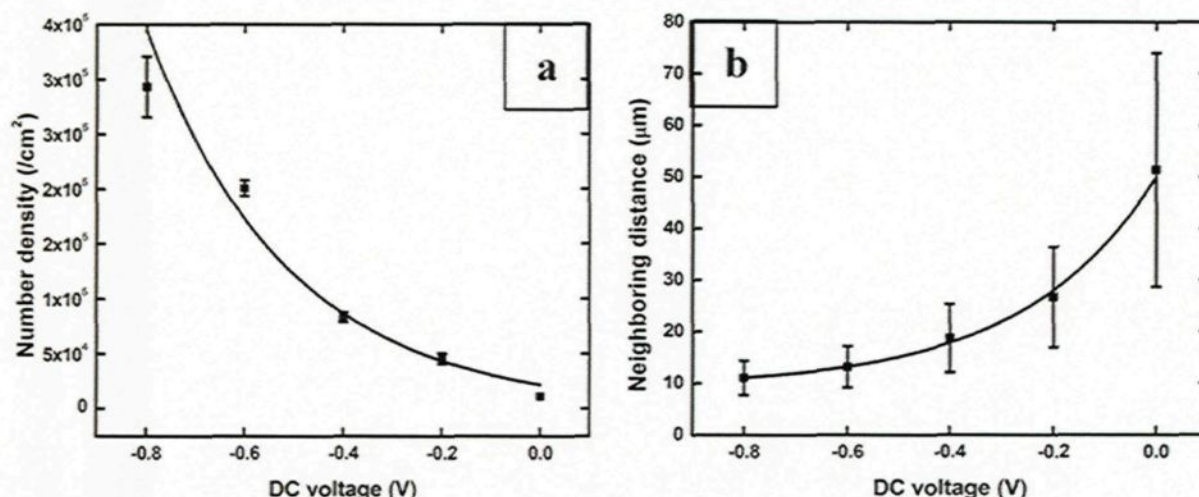 4x10⁵
3x10⁵
3x10⁵
2x10⁵
2x10⁵
1x10⁵
5x10⁴
0
Number density (/cm²)
a
-0.8 -0.6 -0.4 -0.2 0.0
DC voltage (V)
80
70
60
50
40
30
20
10
0
Neighboring distance (μm)
b
-0.8 -0.6 -0.4 -0.2 0.0
DC voltage (V)